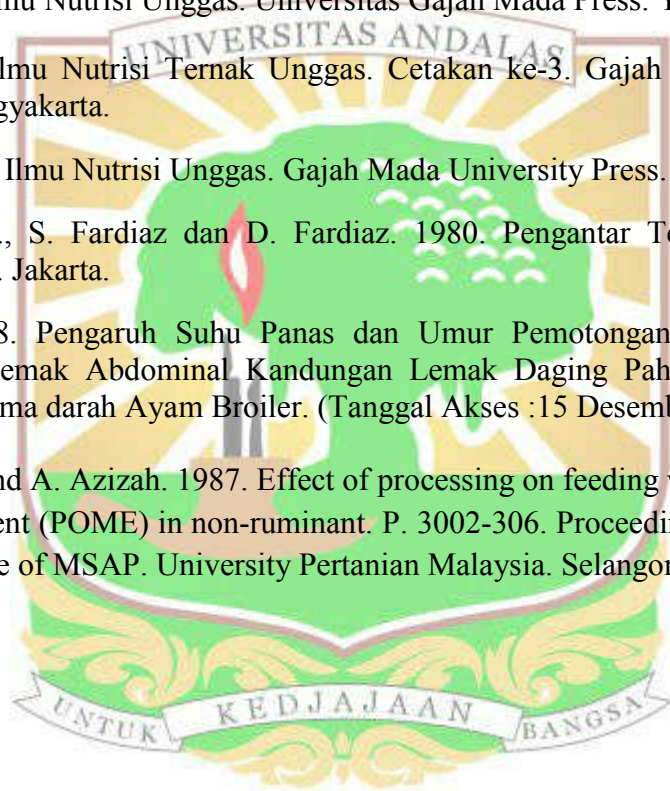 mu Nutrisi Unggas. Universitas Gajah Mada Press. Y
UNIVERSITAS ANDALAS
Ilmu Nutrisi Ternak Unggas. Cetakan ke-3. Gajah
gyakarta.
Ilmu Nutrisi Unggas. Gajah Mada University Press.
., S. Fardiaz dan D. Fardiaz. 1980. Pengantar Te
. Jakarta.
8. Pengaruh Suhu Panas dan Umur Pemotongan
emak Abdominal Kandungan Lemak Daging Pah
ma darah Ayam Broiler. (Tanggal Akses :15 Desemb
nd A. Azizah. 1987. Effect of processing on feeding v
ent (POME) in non-ruminant. P. 3002-306. Proceedin
e of MSAP. University Pertanian Malaysia. Selangor
UNTUK KEDJAJAAN BANGSA